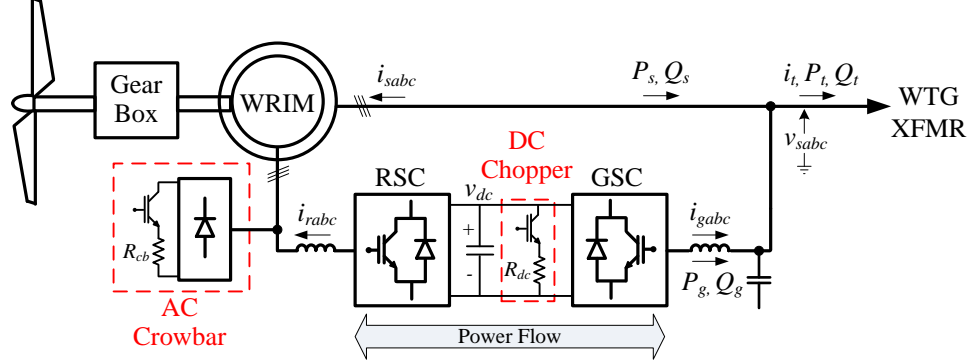 Gear
Box
WRIM
i_sabc
P_s, Q_s
i_t, P_t, Q_t
WTG
XFMR
v_sabc
DC
Chopper
RSC
v_dc
GSC
R_cb
i_rabc
+
-
R_dc
i_gabc
P_g, Q_g
AC
Crowbar
Power Flow